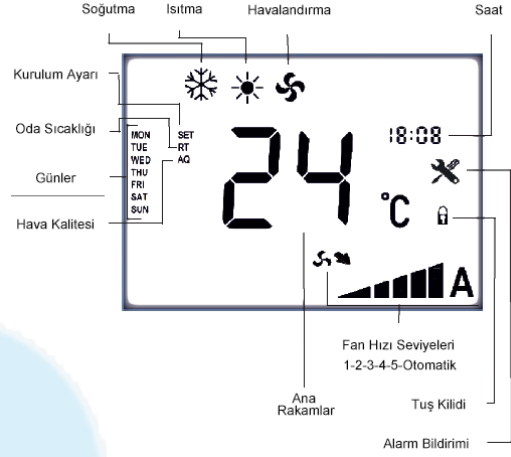 Soğutma Isıtma Havalandırma Saat
Kurulum Ayarı
Oda Sıcaklığı
Günler
Hava Kalitesi
MON SET
TUE RT
WED AQ
THU
FRI
SAT
SUN
24
°C
18:08
A
Fan Hızı Seviyeleri
1-2-3-4-5-Otomatik
Ana
Rakamlar
Tuş Kilidi
Alarm Bildirimi